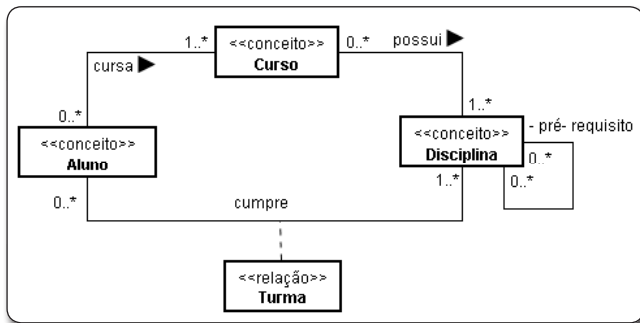 1..*
<<conceito>>
Curso
0..*
possui ▶
cursa ▶
0..*
1..*
<<conceito>>
Aluno
<<conceito>>
Disciplina
- pré- requisito
0..*
0..*
0..*
cumpre
1..*
<<relação>>
Turma